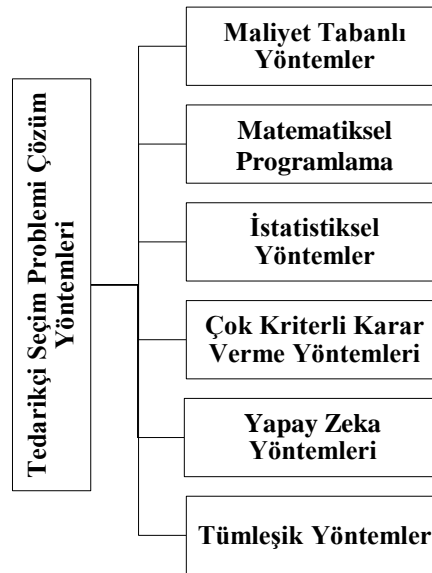 Tedarikçi Seçim Problemi Çözüm
Yöntemleri
Maliyet Tabanlı
Yöntemler
Matematiksel
Programlama
İstatistiksel
Yöntemler
Çok Kriterli Karar
Verme Yöntemleri
Yapay Zeka
Yöntemleri
Tümleşik Yöntemler